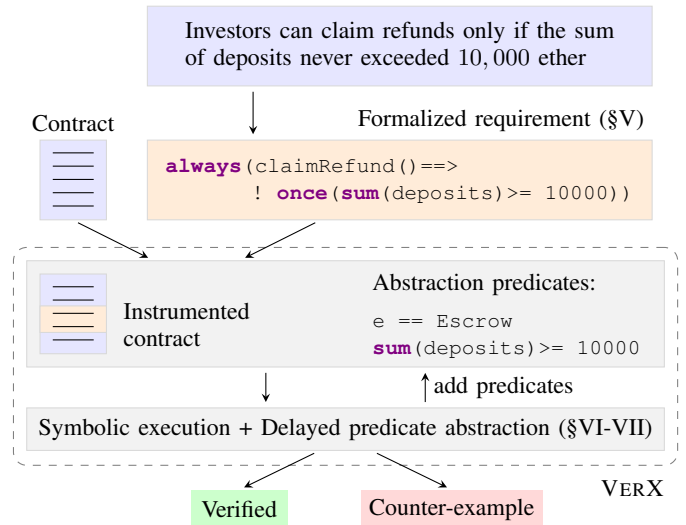 Investors can claim refunds only if the sum
of deposits never exceeded 10, 000 ether
Contract
Formalized requirement (§V)
always(claimRefund()==>
! once(sum(deposits)>= 10000))
Instrumented
contract
Abstraction predicates:
e == Escrow
sum(deposits)>= 10000
add predicates
Symbolic execution + Delayed predicate abstraction (§VI-VII)
VERX
Verified
Counter-example